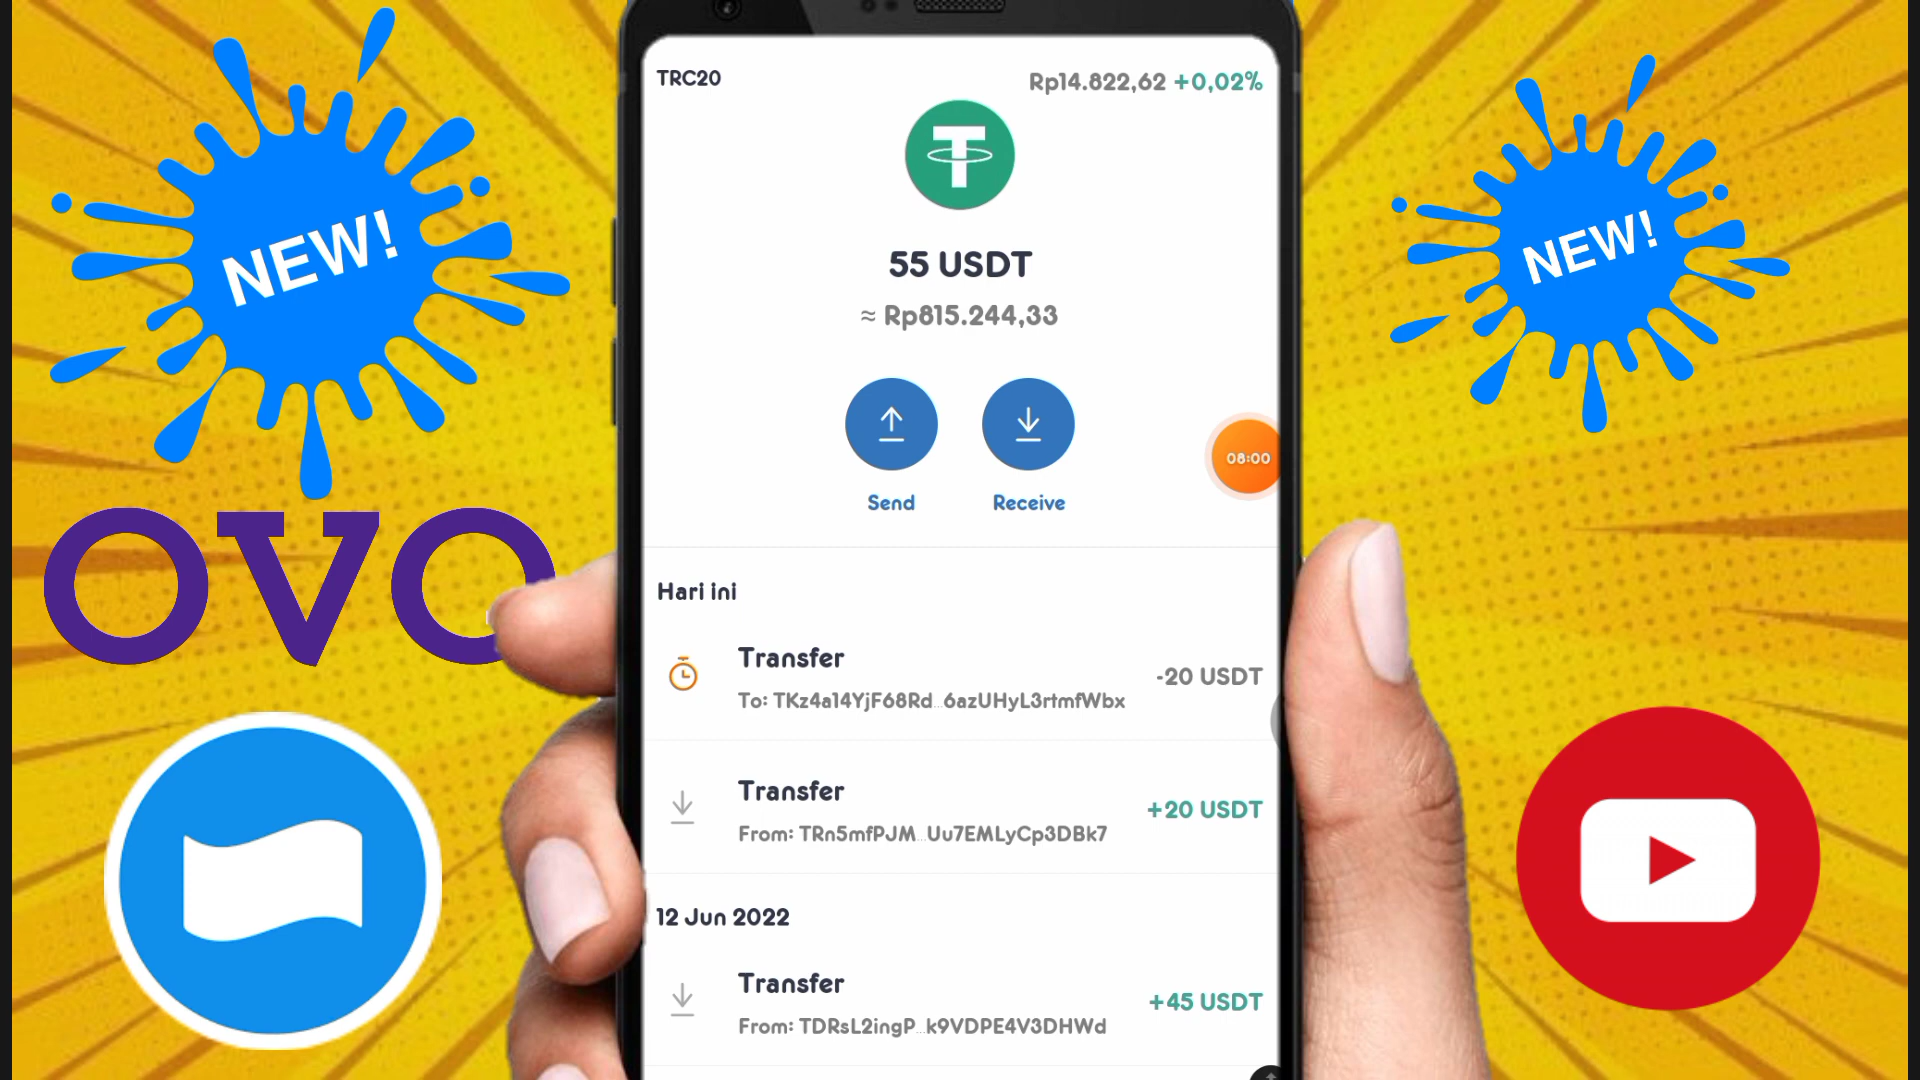 TRC20
Rp14.822,62 +0,02%
55 USDT
≈ Rp815.244,33
Send
Receive
08:00
Hari ini
Transfer
-20 USDT
To: TKz4a14YjF68Rd...6azUHyL3rtmfWbx
Transfer
+20 USDT
From: TRn5mfPJM...Uu7EMLyCp3DBk7
12 Jun 2022
Transfer
+45 USDT
From: TDRsL2ingP...k9VDPE4V3DHWd
NEW!
NEW!
OVO